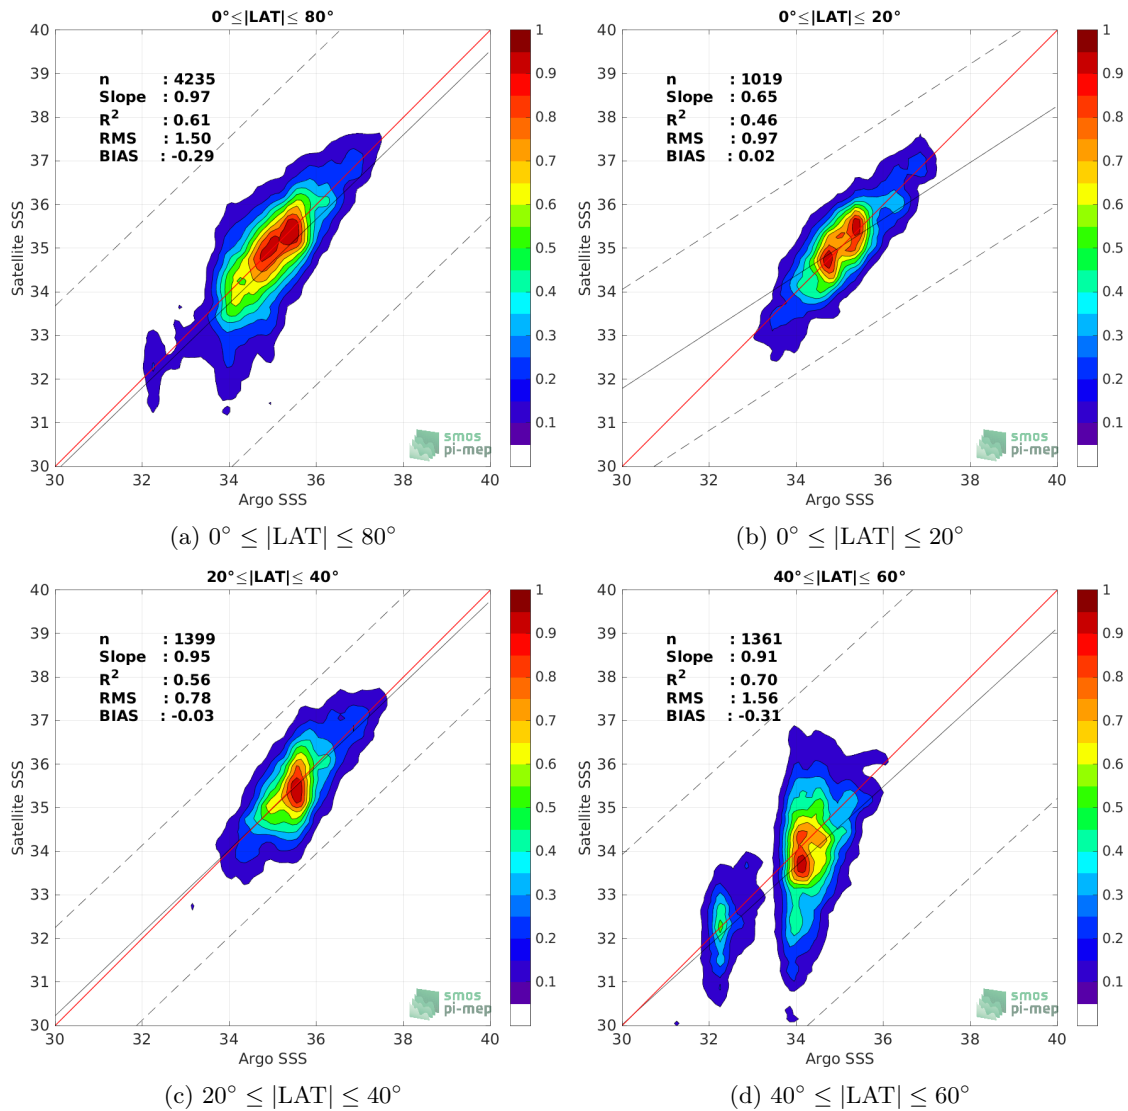 0°≤|LAT|≤ 80°
40
39
38
37
36
35
34
33
32
31
30
Satellite SSS
n : 4235
Slope : 0.97
R² : 0.61
RMS : 1.50
BIAS : -0.29
smos
pi-mep
30 32 34 36 38 40
Argo SSS
1
0.9
0.8
0.7
0.6
0.5
0.4
0.3
0.2
0.1
(a) 0° ≤ |LAT| ≤ 80°
0°≤|LAT|≤ 20°
40
39
38
37
36
35
34
33
32
31
30
Satellite SSS
n : 1019
Slope : 0.65
R² : 0.46
RMS : 0.97
BIAS : 0.02
smos
pi-mep
30 32 34 36 38 40
Argo SSS
1
0.9
0.8
0.7
0.6
0.5
0.4
0.3
0.2
0.1
(b) 0° ≤ |LAT| ≤ 20°
20°≤|LAT|≤ 40°
40
39
38
37
36
35
34
33
32
31
30
Satellite SSS
n : 1399
Slope : 0.95
R² : 0.56
RMS : 0.78
BIAS : -0.03
smos
pi-mep
30 32 34 36 38 40
Argo SSS
1
0.9
0.8
0.7
0.6
0.5
0.4
0.3
0.2
0.1
(c) 20° ≤ |LAT| ≤ 40°
40°≤|LAT|≤ 60°
40
39
38
37
36
35
34
33
32
31
30
Satellite SSS
n : 1361
Slope : 0.91
R² : 0.70
RMS : 1.56
BIAS : -0.31
smos
pi-mep
30 32 34 36 38 40
Argo SSS
1
0.9
0.8
0.7
0.6
0.5
0.4
0.3
0.2
0.1
(d) 40° ≤ |LAT| ≤ 60°